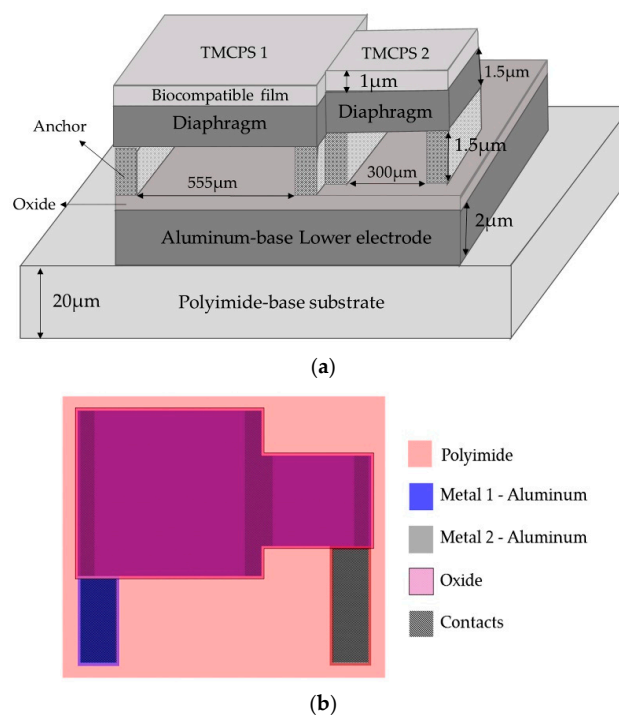 TMCPS 1
TMCPS 2
1μm
1.5μm
Biocompatible film
Diaphragm
Diaphragm
Anchor
1.5μm
555μm
300μm
Oxide
2μm
Aluminum-base Lower electrode
20μm
Polyimide-base substrate
(a)
Polyimide
Metal 1 - Aluminum
Metal 2 - Aluminum
Oxide
Contacts
(b)